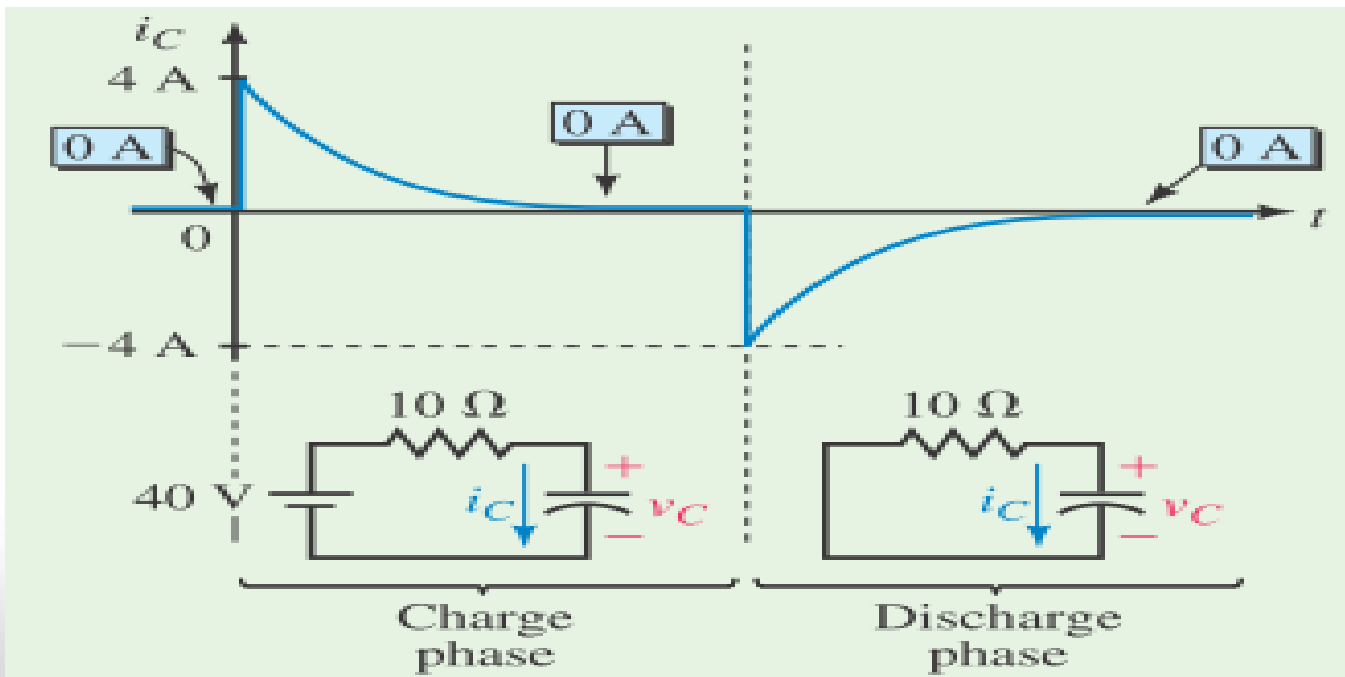 iC
4 A
0 A
0 A
0 A
0
t
−4 A
10 Ω
10 Ω
40 V
iC
+
vC
−
iC
+
vC
−
Charge
phase
Discharge
phase